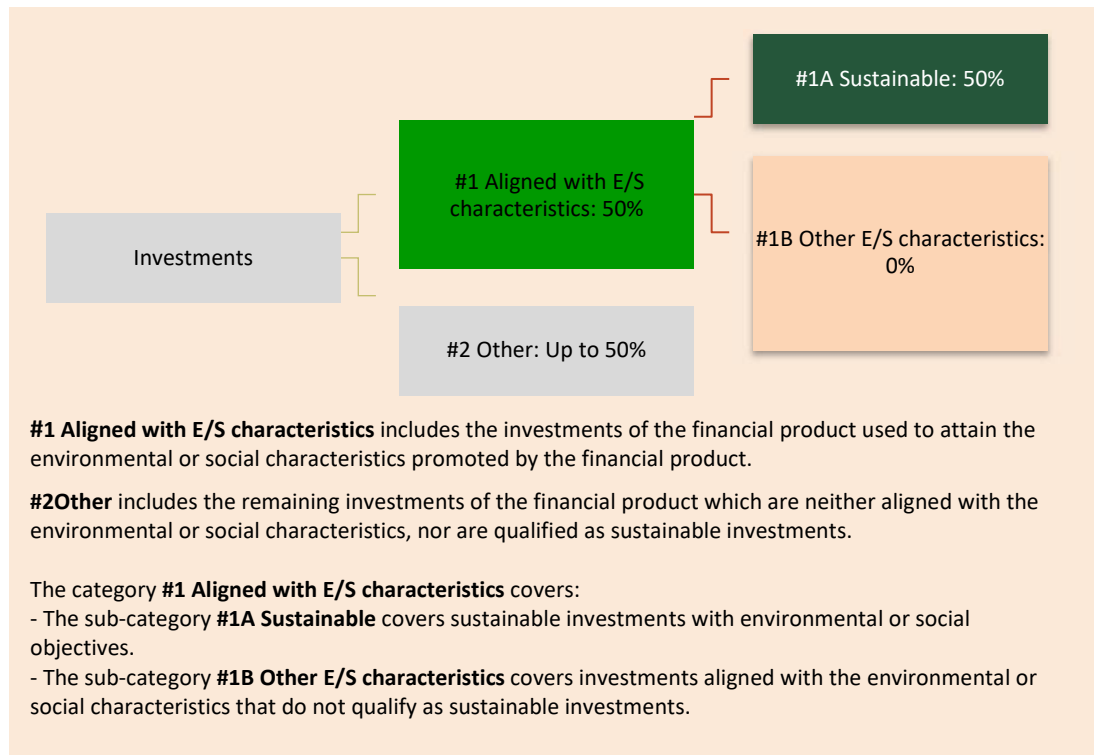 #1A Sustainable: 50%
#1 Aligned with E/S
characteristics: 50%
#1B Other E/S characteristics:
0%
Investments
#2 Other: Up to 50%
#1 Aligned with E/S characteristics includes the investments of the financial product used to attain the
environmental or social characteristics promoted by the financial product.
#2Other includes the remaining investments of the financial product which are neither aligned with the
environmental or social characteristics, nor are qualified as sustainable investments.
The category #1 Aligned with E/S characteristics covers:
- The sub-category #1A Sustainable covers sustainable investments with environmental or social
objectives.
- The sub-category #1B Other E/S characteristics covers investments aligned with the environmental or
social characteristics that do not qualify as sustainable investments.